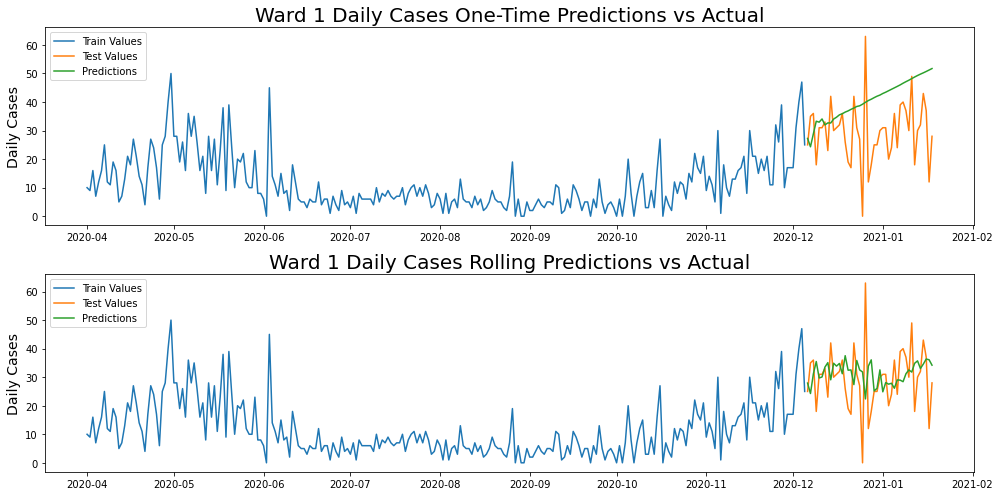 Ward 1 Daily Cases One-Time Predictions vs Actual
Daily Cases
60
50
40
30
20
10
0
Train Values
Test Values
Predictions
2020-04 2020-05 2020-06 2020-07 2020-08 2020-09 2020-10 2020-11 2020-12 2021-01 2021-02
Ward 1 Daily Cases Rolling Predictions vs Actual
Daily Cases
60
50
40
30
20
10
0
Train Values
Test Values
Predictions
2020-04 2020-05 2020-06 2020-07 2020-08 2020-09 2020-10 2020-11 2020-12 2021-01 2021-02